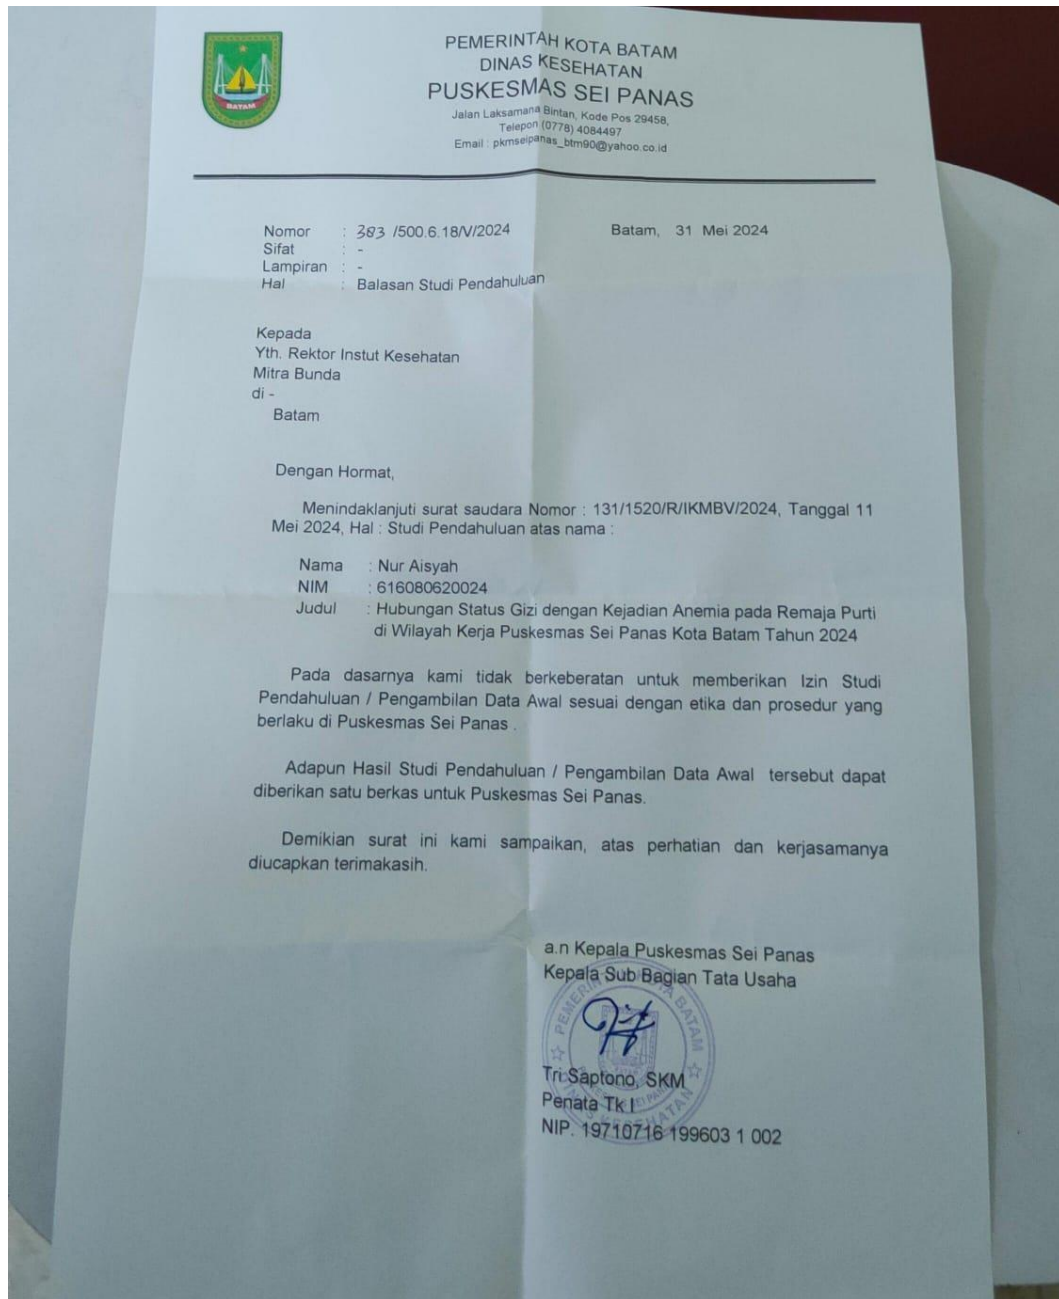 BATAM
PEMERINTAH KOTA BATAM
DINAS KESEHATAN
PUSKESMAS SEI PANAS
Jalan Laksamana Bintan, Kode Pos 29458,
Telepon (0778) 4084497
Email : pkmseipanas_btm90@yahoo.co.id
Nomor : 383 /500.6.18/V/2024 Batam, 31 Mei 2024
Sifat : -
Lampiran : -
Hal : Balasan Studi Pendahuluan
Kepada
Yth. Rektor Instut Kesehatan
Mitra Bunda
di -
Batam
Dengan Hormat,
Menindaklanjuti surat saudara Nomor : 131/1520/R/IKMBV/2024, Tanggal 11
Mei 2024, Hal : Studi Pendahuluan atas nama :
Nama : Nur Aisyah
NIM : 616080620024
Judul : Hubungan Status Gizi dengan Kejadian Anemia pada Remaja Purti
di Wilayah Kerja Puskesmas Sei Panas Kota Batam Tahun 2024
Pada dasarnya kami tidak berkeberatan untuk memberikan Izin Studi
Pendahuluan / Pengambilan Data Awal sesuai dengan etika dan prosedur yang
berlaku di Puskesmas Sei Panas .
Adapun Hasil Studi Pendahuluan / Pengambilan Data Awal tersebut dapat
diberikan satu berkas untuk Puskesmas Sei Panas.
Demikian surat ini kami sampaikan, atas perhatian dan kerjasamanya
diucapkan terimakasih.
a.n Kepala Puskesmas Sei Panas
Kepala Sub Bagian Tata Usaha
PEMERINTAH KOTA BATAM
DINAS KESEHATAN
Tri Saptono, SKM
Penata Tk I
NIP. 19710716 199603 1 002